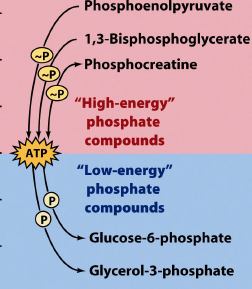 Phosphoenolpyruvate
1,3-Bisphosphoglycerate
~P
~P
Phosphocreatine
~P
"High-energy"
phosphate
compounds
ATP
"Low-energy"
phosphate
compounds
P
P
Glucose-6-phosphate
Glycerol-3-phosphate